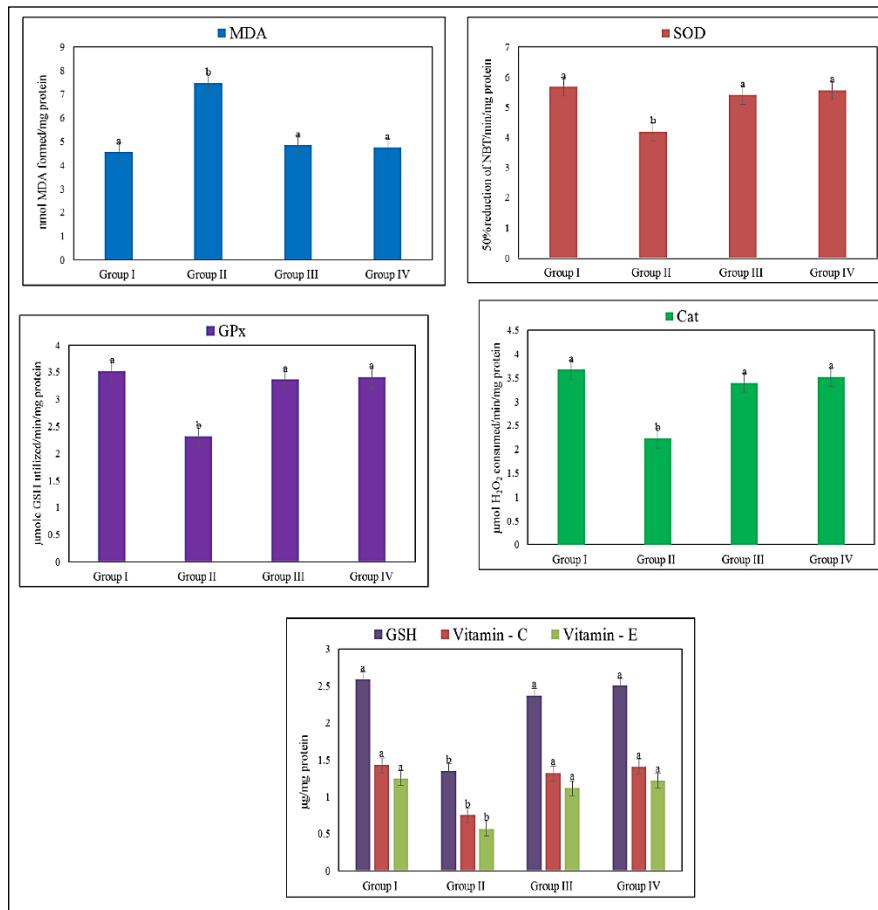 MDA
nmol MDA formed/mg protein
9
8
7
6
5
4
3
2
1
0
a
b
a
a
Group I Group II Group III Group IV
SOD
50% reduction of NBT/min/mg protein
7
6
5
4
3
2
1
0
a
b
a
a
Group I Group II Group III Group IV
GPx
µmole GSH utilized/min/mg protein
4
3.5
3
2.5
2
1.5
1
0.5
0
a
b
a
a
Group I Group II Group III Group IV
Cat
µmol H₂O₂ consumed/min/mg protein
4.5
4
3.5
3
2.5
2
1.5
1
0.5
0
a
b
a
a
Group I Group II Group III Group IV
GSH Vitamin - C Vitamin - E
µg/mg protein
3
2.5
2
1.5
1
0.5
0
a a a
b b b
a a a
a a a
Group I Group II Group III Group IV